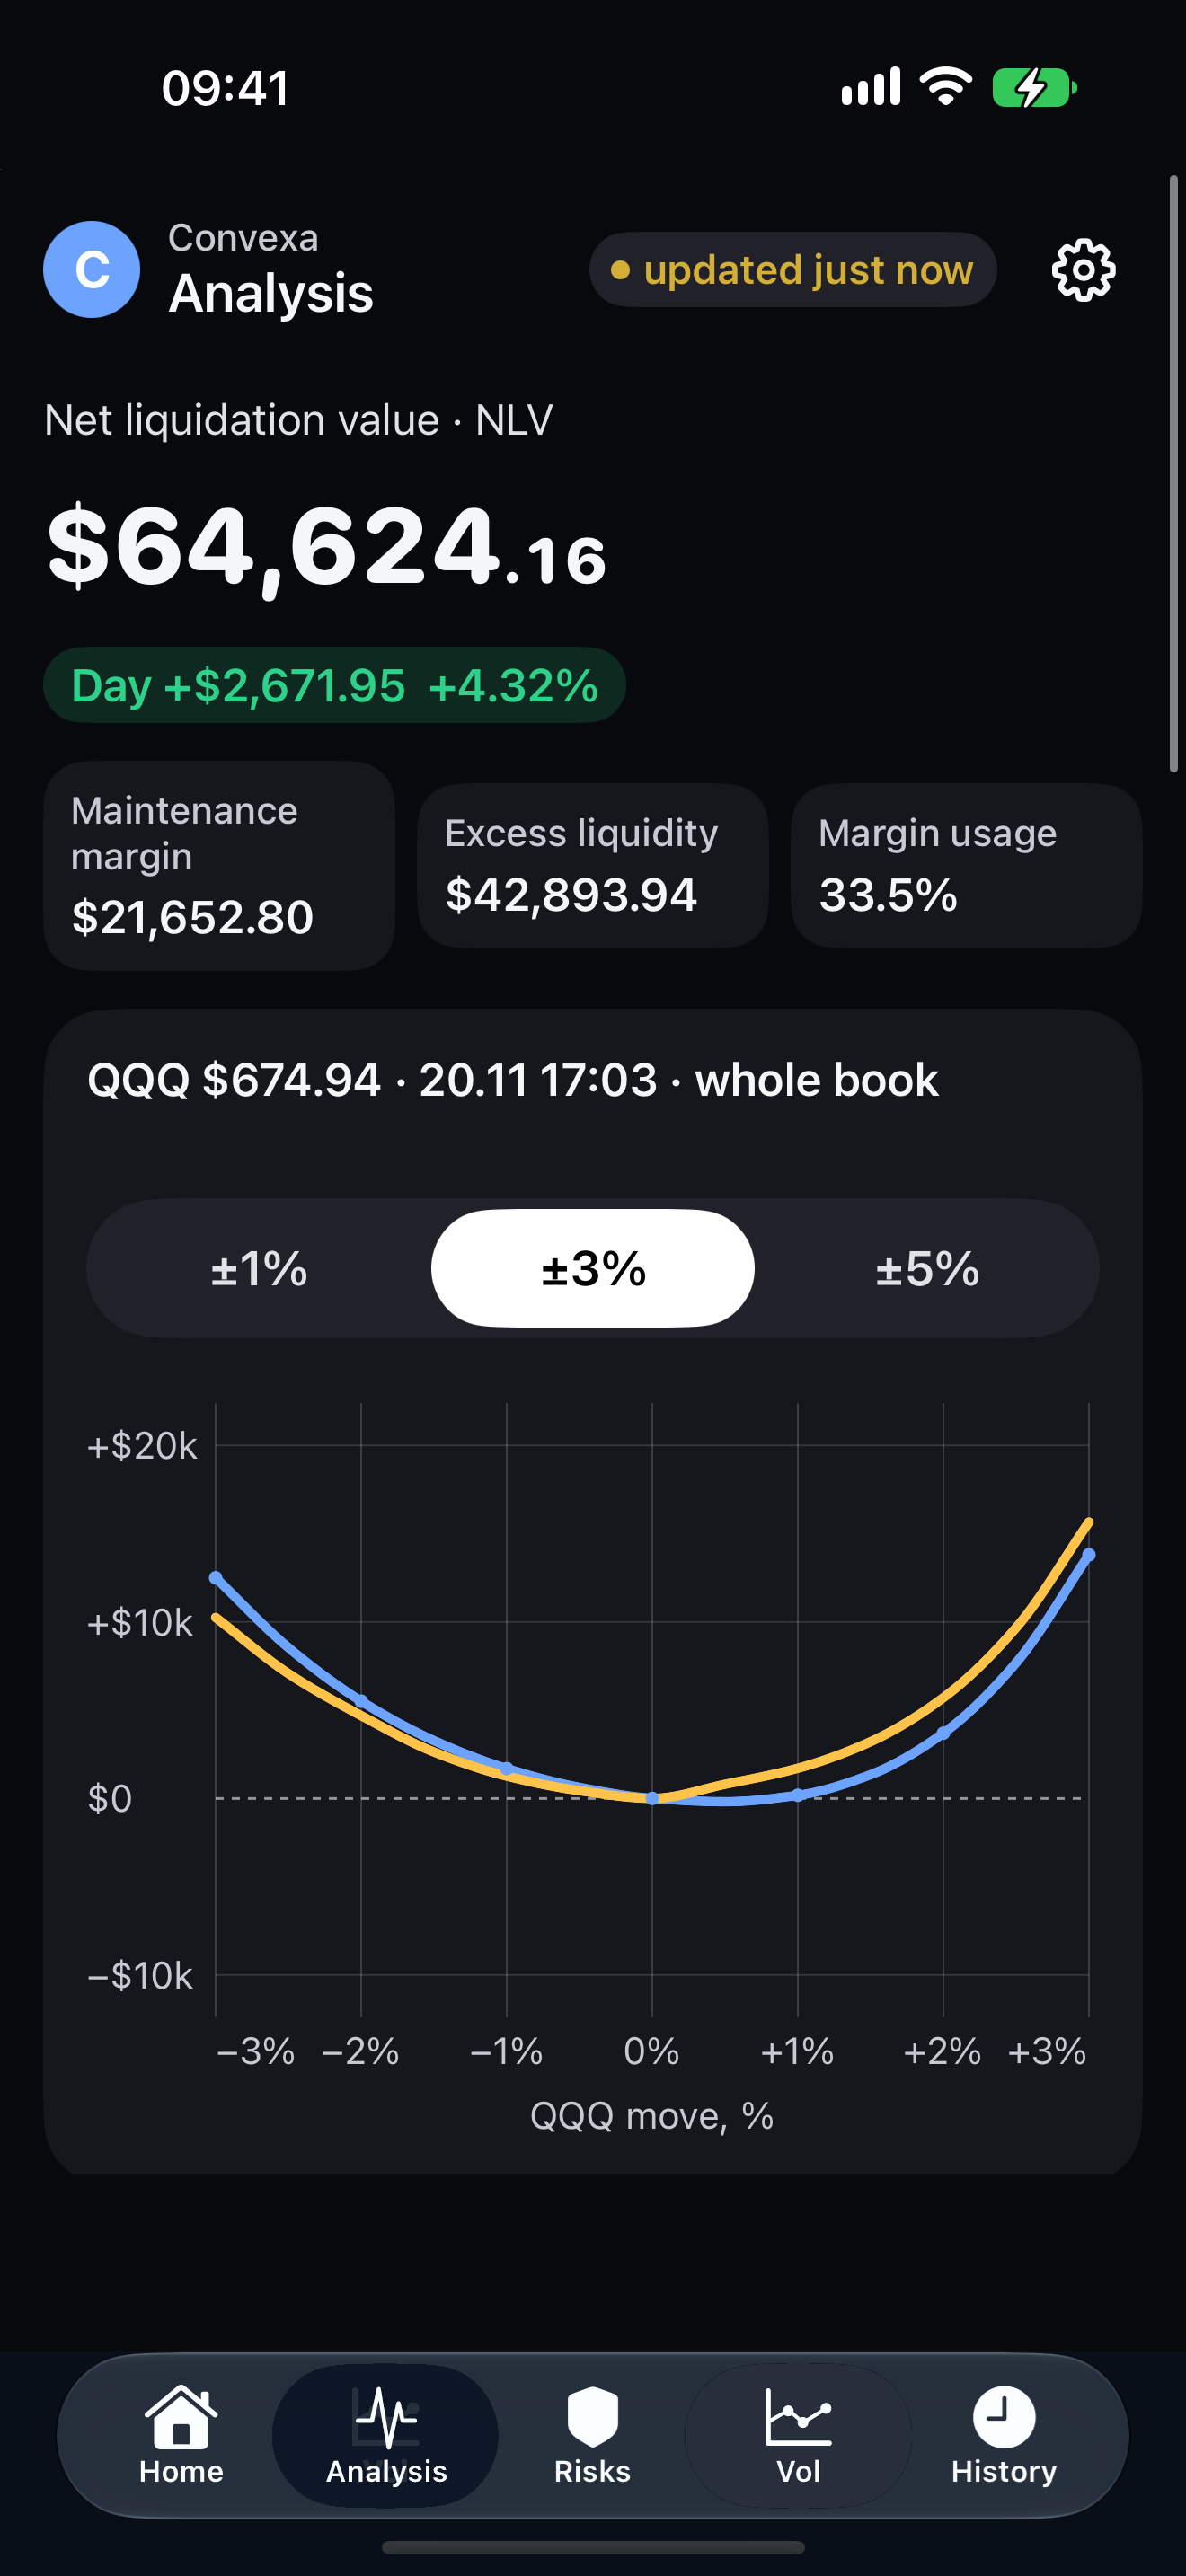 09:41
C
Convexa
Analysis
updated just now
Net liquidation value · NLV
$64,624.16
Day +$2,671.95 +4.32%
Maintenance
margin
$21,652.80
Excess liquidity
$42,893.94
Margin usage
33.5%
QQQ $674.94 · 20.11 17:03 · whole book
±1%
±3%
±5%
+$20k
+$10k
$0
−$10k
−3% −2% −1% 0% +1% +2% +3%
QQQ move, %
Home
Analysis
Risks
Vol
History